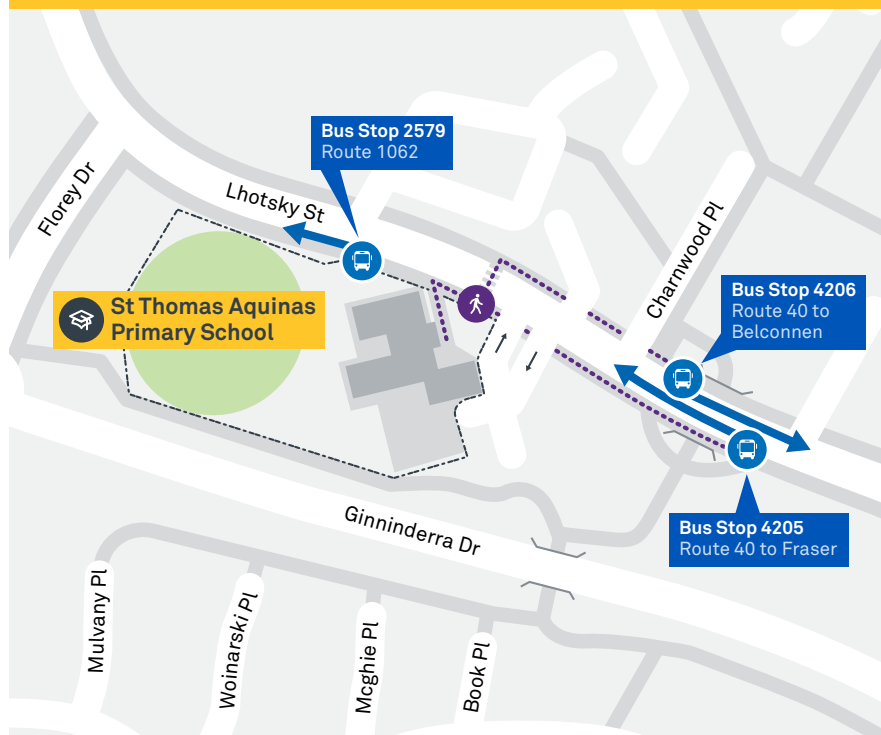 Bus Stop 2579
Route 1062
Florey Dr
Lhotsky St
Charnwood Pl
St Thomas Aquinas
Primary School
Bus Stop 4206
Route 40 to
Belconnen
Ginninderra Dr
Bus Stop 4205
Route 40 to Fraser
Mulvany Pl
Woinarski Pl
Mcghie Pl
Book Pl